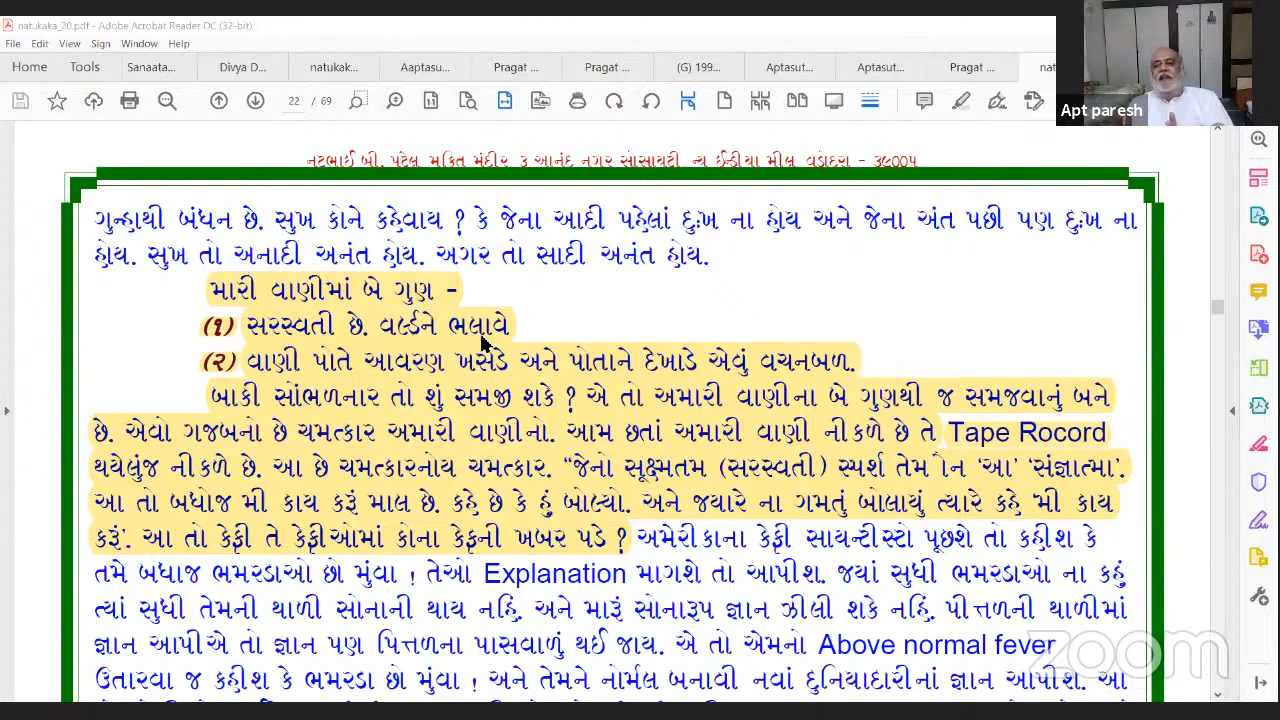 natukaka_20.pdf - Adobe Acrobat Reader DC (32-bit)
File Edit View Sign Window Help
Home Tools Sanaata... Divya D... natukak Aaptasu... Pragat ... Pragat ... (G) 199... Aptasut... Aptasut... Pragat ... nat
22 / 69
Apt paresh
નટુભાઈ બી. પટેલ મુક્તિ મંદીર ૩ આનંદ નગર સોસાયટી ન્યુ ઈન્ડીયા મીલ વડોદરા - ૩૯૦૦૫
ગુન્હાથી બંધન છે. સુખ કોને કહેવાય ? કે જેના આદી પહેલાં દુઃખ ના હોય અને જેના અંત પછી પણ દુઃખ ના
હોય. સુખ તો અનાદી અનંત હોય. અગર તો સાદી અનંત હોય.
મારી વાણીમાં બે ગુણ -
(૧) સરસ્વતી છે. વર્લ્ડને ભલાવે
(૨) વાણી પોતે આવરણ ખસેડે અને પોતાને દેખાડે એવું વચનબળ.
બાકી સાંભળનાર તો શું સમજી શકે ? એ તો અમારી વાણીના બે ગુણથી જ સમજવાનું બને
છે. એવો ગજબનો છે ચમત્કાર અમારી વાણીનો. આમ છતાં અમારી વાણી નીકળે છે તે Tape Rocord
થયેલુંજ નીકળે છે. આ છે ચમત્કારનોય ચમત્કાર. “જેનો સૂક્ષ્મતમ (સરસ્વતી) સ્પર્શ તેમ ૈન ‘આ’ ‘સંજ્ઞાત્મા’.
આ તો બધોજ મી કાય કરૂં માલ છે. કહે છે કે હું બોલ્યો. અને જયારે ના ગમતું બોલાયું ત્યારે કહે ‘મી કાય
કરૂં’. આ તો કેફી તે કેફીઓમાં કોના કેફની ખબર પડે ? અમેરીકાના કેફી સાયન્ટીસ્ટો પૂછશે તો કહીશ કે
તમે બધાજ ભમરડાઓ છો મુંવા ! તેઓ Explanation માગશે તો આપીશ. જયાં સુધી ભમરડાઓ ના કહું
ત્યાં સુધી તેમની થાળી સોનાની થાય નહિં. અને મારૂં સોનારૂપ જ્ઞાન ઝીલી શકે નહિં. પીત્તળની થાળીમાં
જ્ઞાન આપીએ તો જ્ઞાન પણ પિત્તળના પાસવાળું થઈ જાય. એ તો એમનો Above normal fever
ઉતારવા જ કહીશ કે ભમરડા છો મુંવા ! અને તેમને નોર્મલ બનાવી નવાં દુનિયાદારીનાં જ્ઞાન આપીશ. આ
zoom